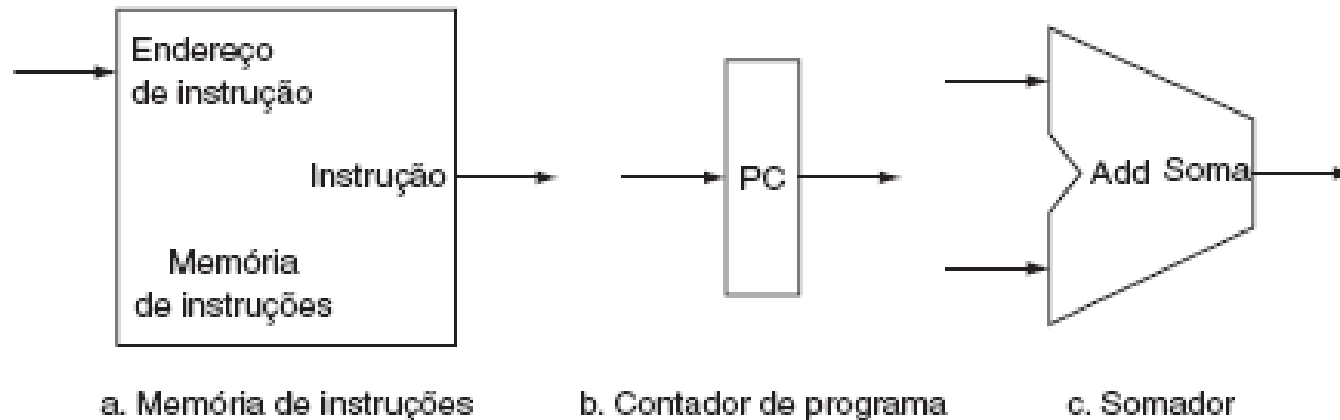 Endereço
de instrução
Instrução
Memória
de instruções
PC
Add Soma
a. Memória de instruções
b. Contador de programa
c. Somador